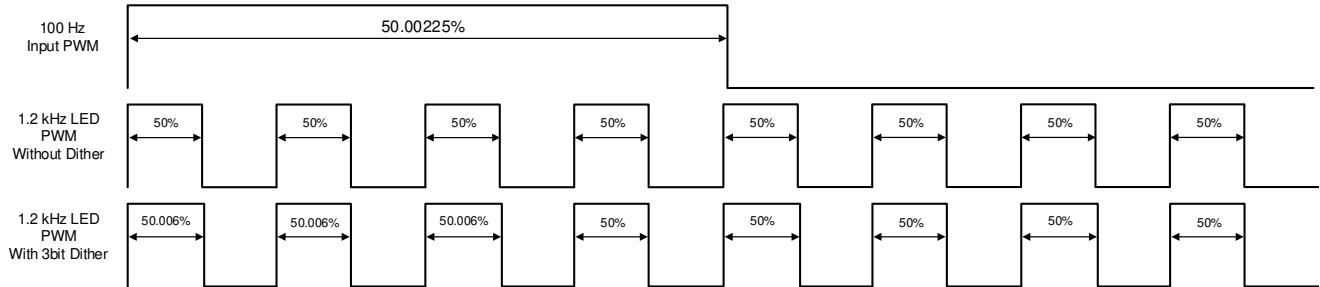 100 Hz
Input PWM
50.00225%
1.2 kHz LED
PWM
Without Dither
50% 50% 50% 50% 50% 50% 50% 50%
1.2 kHz LED
PWM
With 3bit Dither
50.006% 50.006% 50.006% 50% 50% 50% 50% 50%